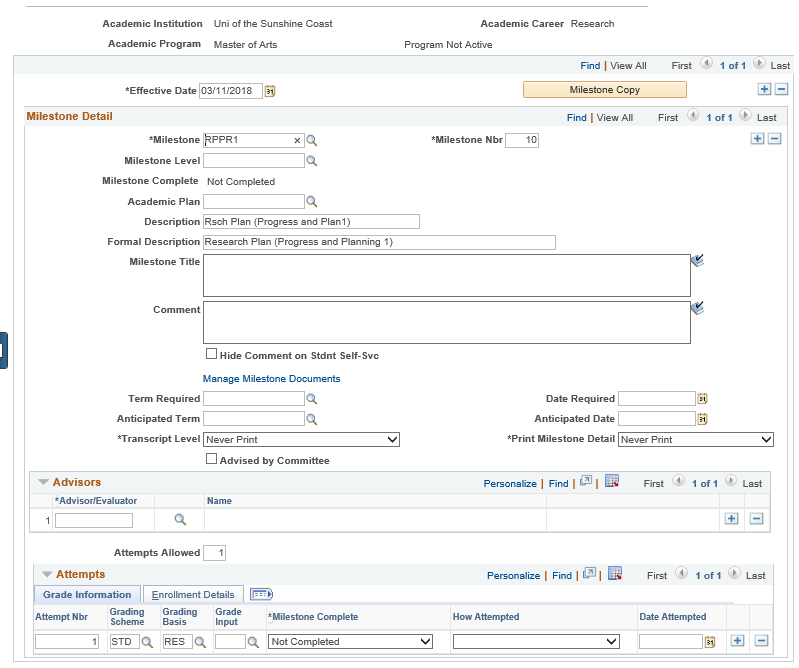 Academic Institution Uni of the Sunshine Coast Academic Career Research
Academic Program Master of Arts Program Not Active
Find | View All First 1 of 1 Last
*Effective Date 03/11/2018 31 Milestone Copy
Milestone Detail Find | View All First 1 of 1 Last
*Milestone RPPR1 × *Milestone Nbr 10
Milestone Level
Milestone Complete Not Completed
Academic Plan
Description Rsch Plan (Progress and Plan1)
Formal Description Research Plan (Progress and Planning 1)
Milestone Title
Comment
Hide Comment on Stdnt Self-Svc
Manage Milestone Documents
Term Required Date Required 31
Anticipated Term Anticipated Date 31
*Transcript Level Never Print *Print Milestone Detail Never Print
Advised by Committee
Advisors Personalize | Find | | First 1 of 1 Last
*Advisor/Evaluator Name
1
Attempts Allowed 1
Attempts Personalize | Find | | First 1 of 1 Last
Grade Information Enrollment Details
Attempt Nbr Grading Scheme Grading Basis Grade Input *Milestone Complete How Attempted Date Attempted
1 STD RES Not Completed 31